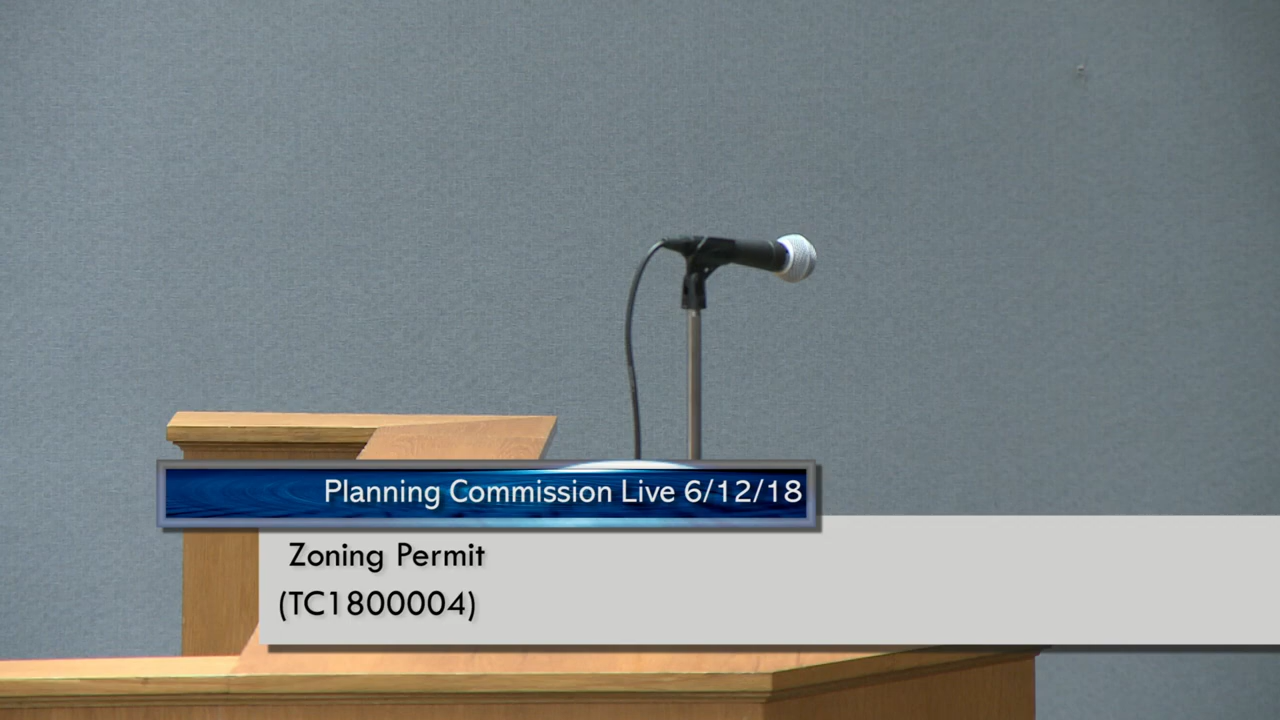 Planning Commission Live 6/12/18
Zoning Permit
(TC1800004)